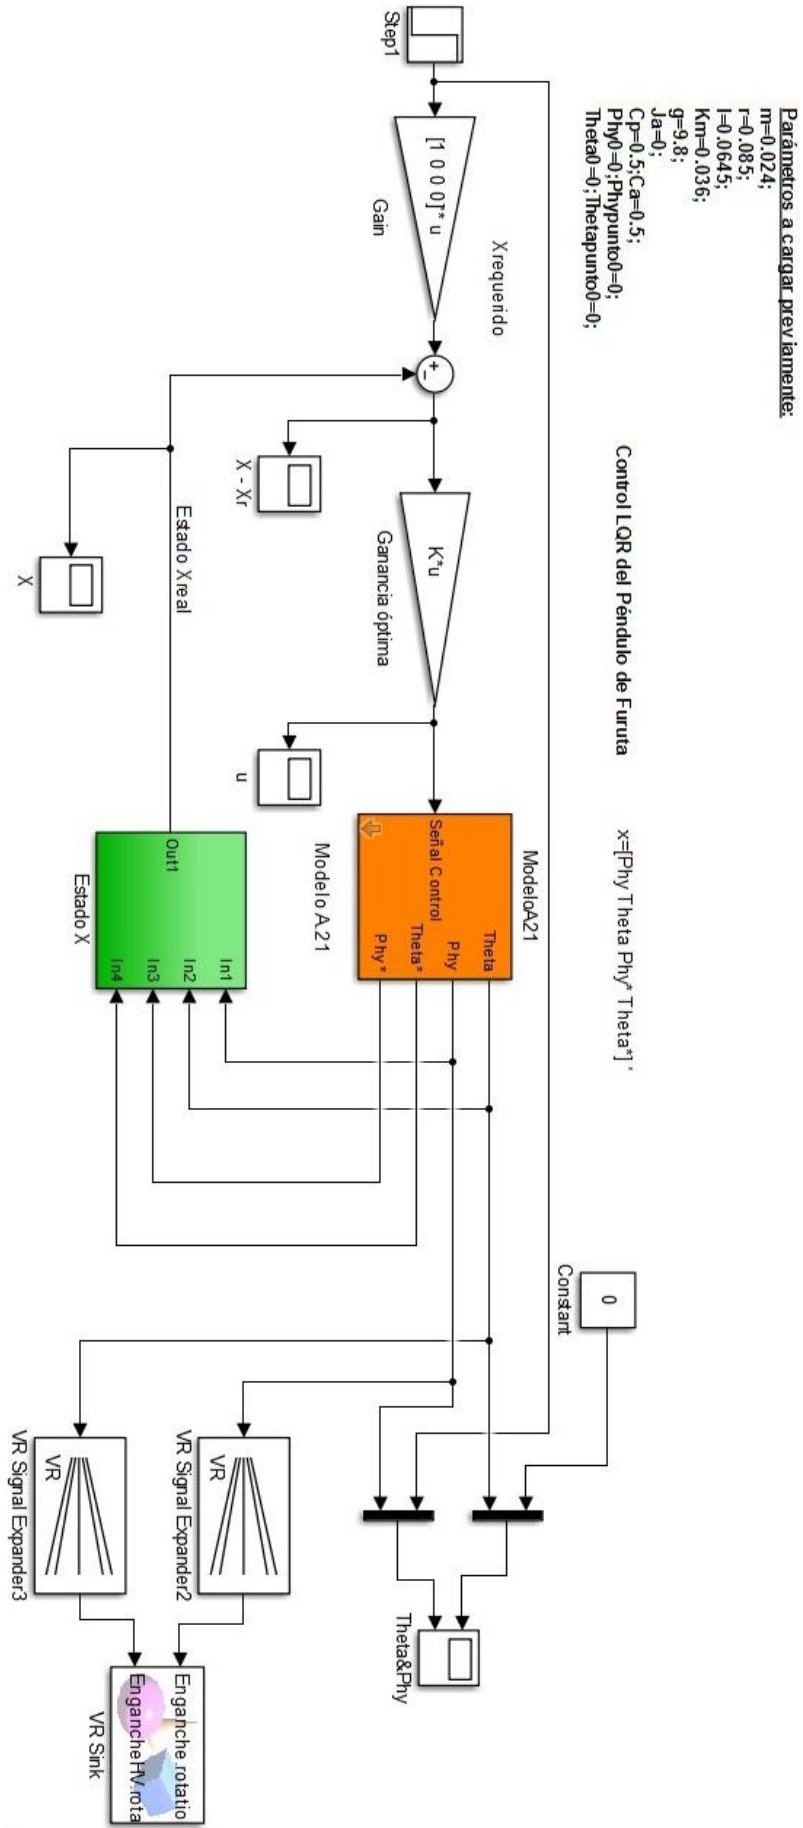 Parámetros a cargar previamente:
m=0.024;
r=0.085;
l=0.0645;
Km=0.036;
g=9.8;
Ja=0;
Cp=0.5;Ca=0.5;
Phy0=0;Phypunto0=0;
Theta0=0;Thetapunto0=0;
Control LQR del Péndulo de Furuta
x=[Phy Theta Phy* Theta*] '
Step1
[1 0 0 0]'* u
Gain
Xrequerido
+
-
X - Xr
K*u
Ganancia óptima
u
ModeloA21
Señal Control
Theta
Phy
Theta*
Phy*
Modelo A.21
Estado X real
X
Out1
In1
In2
In3
In4
Estado X
0
Constant
Theta&Phy
VR
VR Signal Expander2
VR
VR Signal Expander3
Enganche.rotatio
EngancheHV.rota
VR Sink